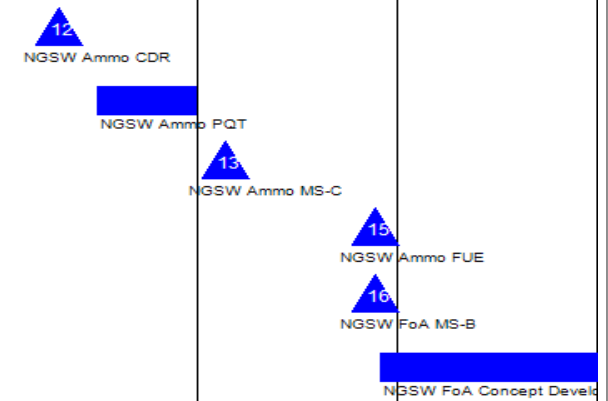 12
NGSW Ammo CDR
NGSW Ammo PQT
13
NGSW Ammo MS-C
15
NGSW Ammo FUE
16
NGSW FoA MS-B
NGSW FoA Concept Develo